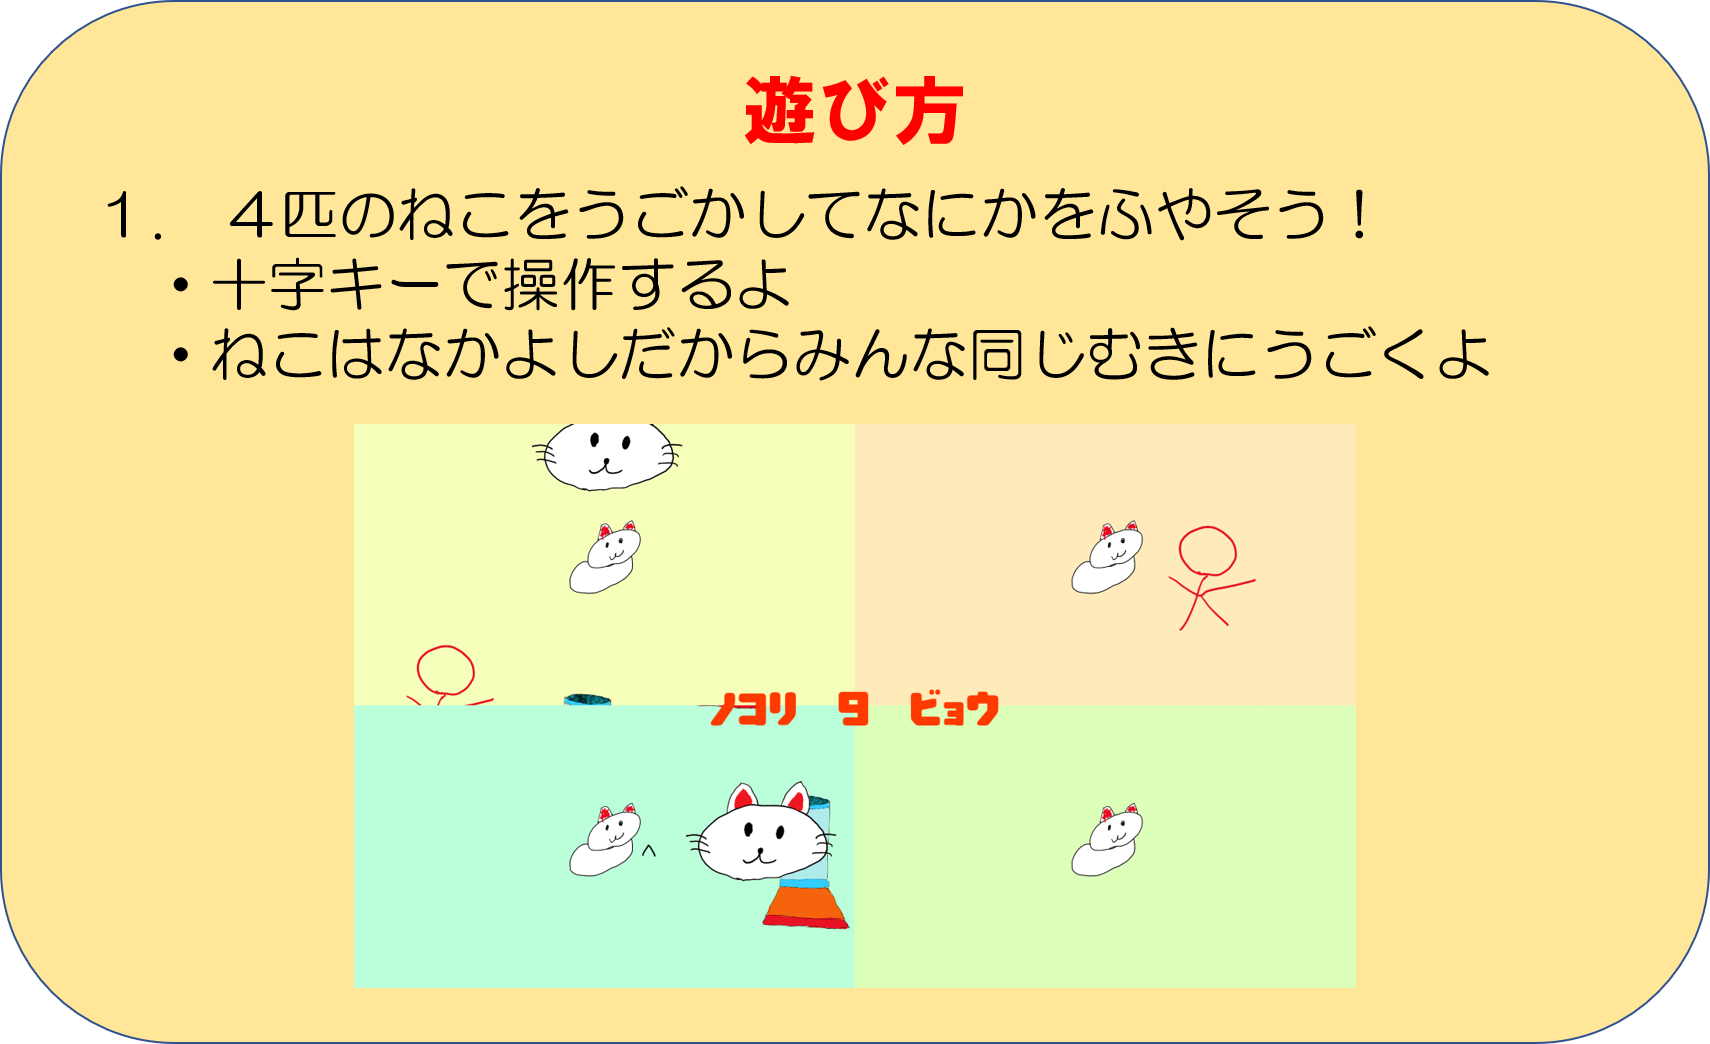 遊び方
１．　４匹のねこをうごかしてなにかをふやそう！
・十字キーで操作するよ
・ねこはなかよしだからみんな同じむきにうごくよ
ノコリ　9　ビョウ